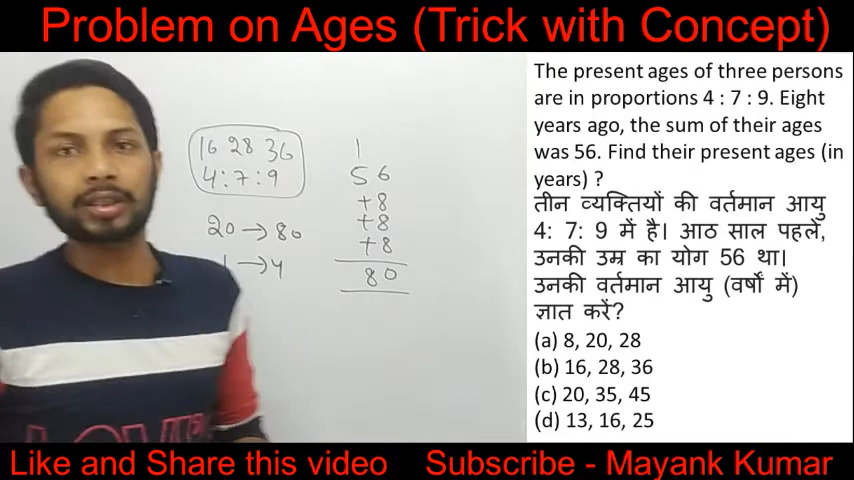 Problem on Ages (Trick with Concept)
16 28 36
4:7:9
20→80
1→4
1
56
+8
+8
+8
80
The present ages of three persons
are in proportions 4 : 7 : 9. Eight
years ago, the sum of their ages
was 56. Find their present ages (in
years) ?
तीन व्यक्तियों की वर्तमान आयु
4: 7: 9 में है। आठ साल पहले,
उनकी उम्र का योग 56 था।
उनकी वर्तमान आयु (वर्षों में)
ज्ञात करें?
(a) 8, 20, 28
(b) 16, 28, 36
(c) 20, 35, 45
(d) 13, 16, 25
Like and Share this video Subscribe - Mayank Kumar